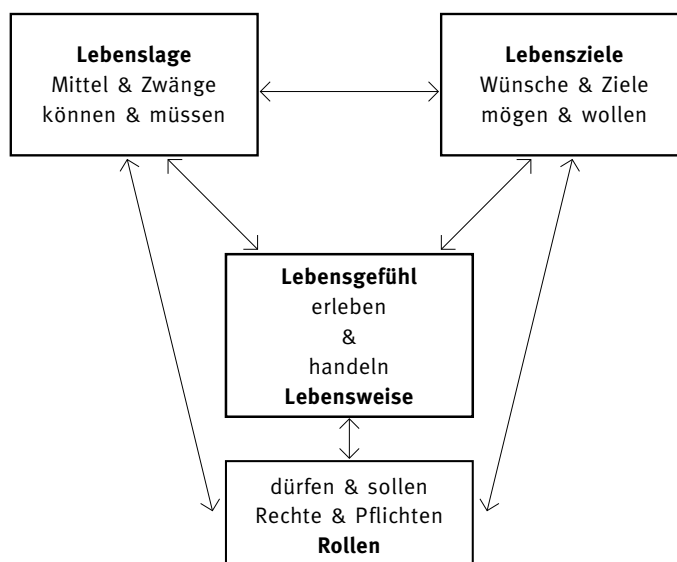 Lebenslage
Mittel & Zwänge
können & müssen
Lebensziele
Wünsche & Ziele
mögen & wollen
Lebensgefühl
erleben
&
handeln
Lebensweise
dürfen & sollen
Rechte & Pflichten
Rollen